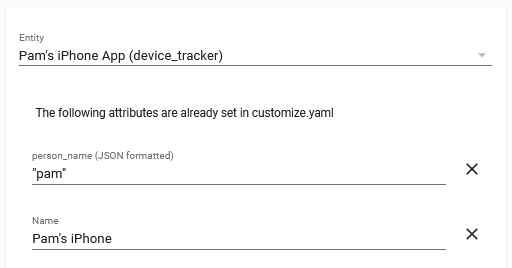 Entity
Pam's iPhone App (device_tracker)
The following attributes are already set in customize.yaml
person_name (JSON formatted)
"pam"
Name
Pam's iPhone